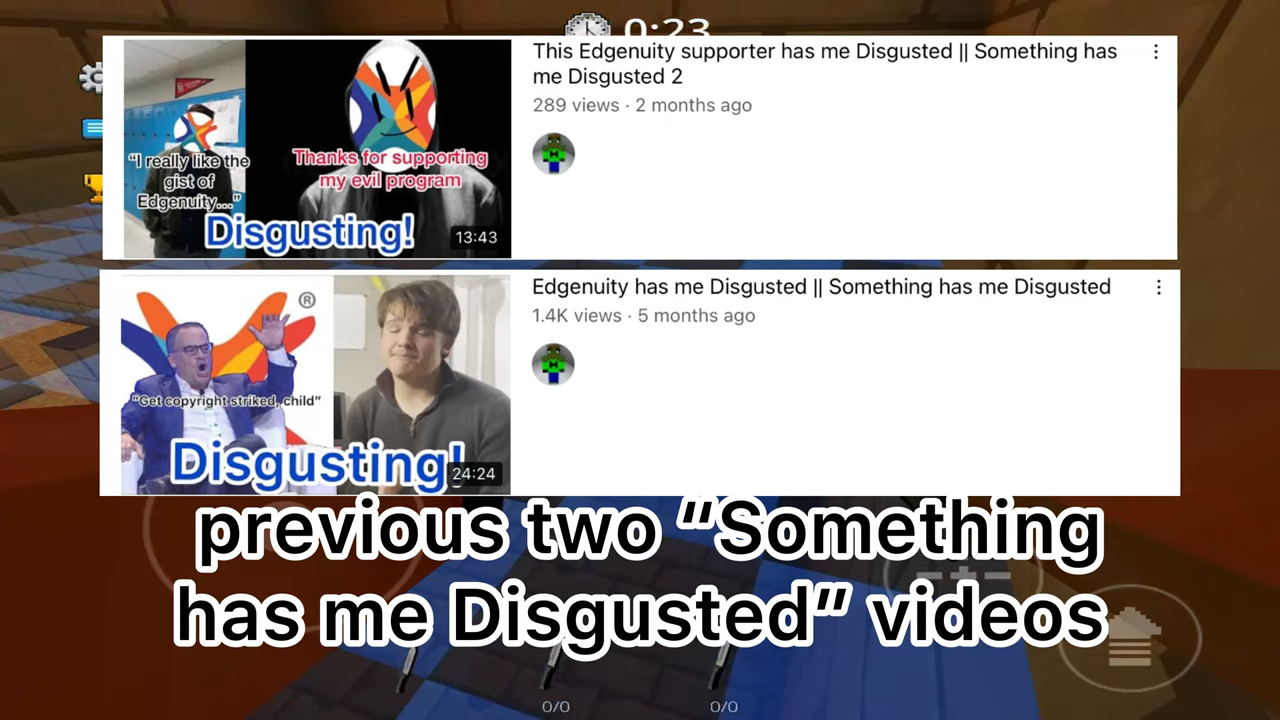 0:23
This Edgenuity supporter has me Disgusted || Something has
me Disgusted 2
289 views · 2 months ago
“I really like the
gist of
Edgenuity...”
Thanks for supporting
my evil program
Disgusting!
13:43
Edgenuity has me Disgusted || Something has me Disgusted
1.4K views · 5 months ago
®
“Get copyright striked, child”
Disgusting!
24:24
H
H
previous two “Something
has me Disgusted” videos
0/0
0/0